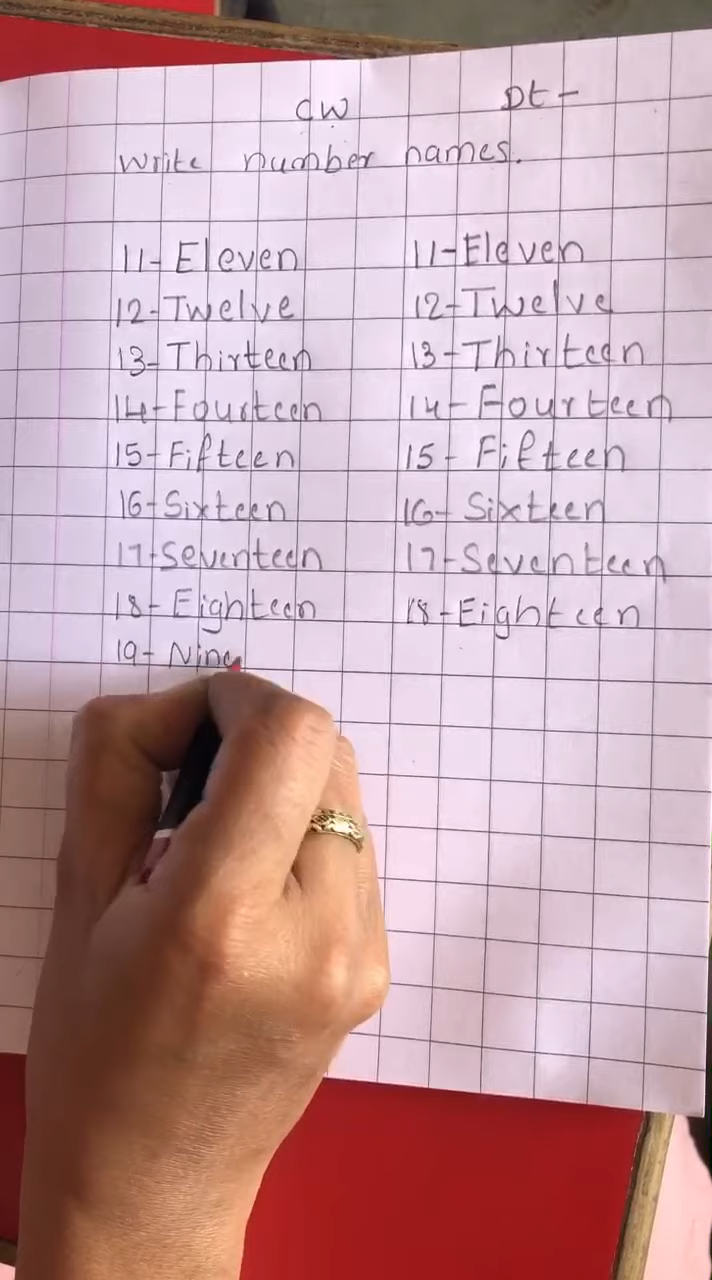 CW Dt-
Write number names.
11-Eleven 11-Eleven
12-Twelve 12-Twelve
13-Thirteen 13-Thirteen
14-Fourteen 14-Fourteen
15-Fifteen 15-Fifteen
16-Sixteen 16-Sixteen
17-Seventeen 17-Seventeen
18-Eighteen 18-Eighteen
19-Nine